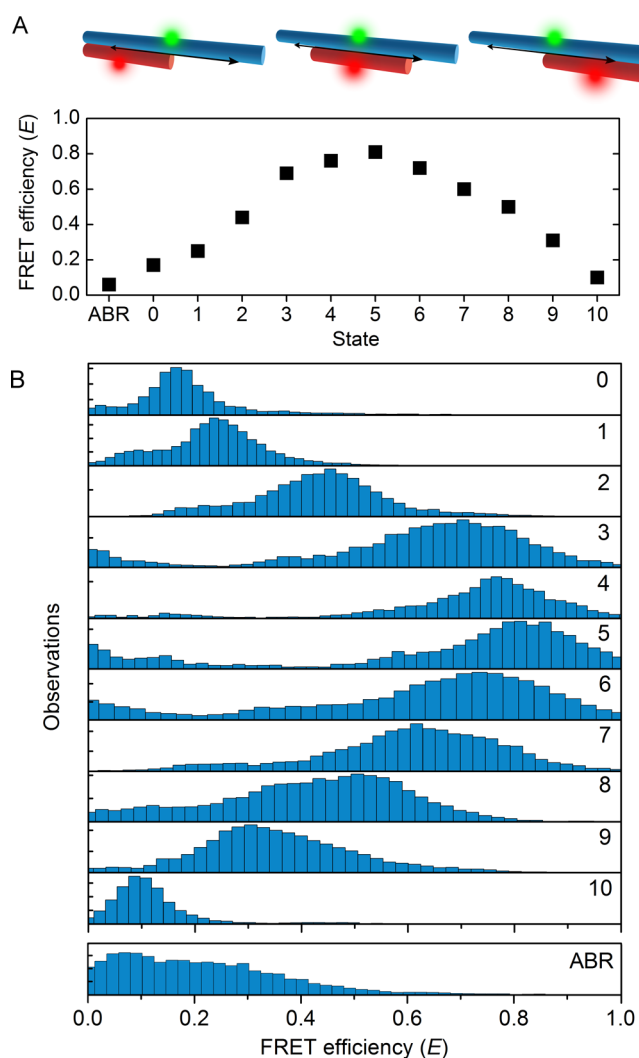 A
FRET efficiency (E)
1.0
0.8
0.6
0.4
0.2
0.0
ABR 0 1 2 3 4 5 6 7 8 9 10
State
B
Observations
0
1
2
3
4
5
6
7
8
9
10
ABR
0.0 0.2 0.4 0.6 0.8 1.0
FRET efficiency (E)